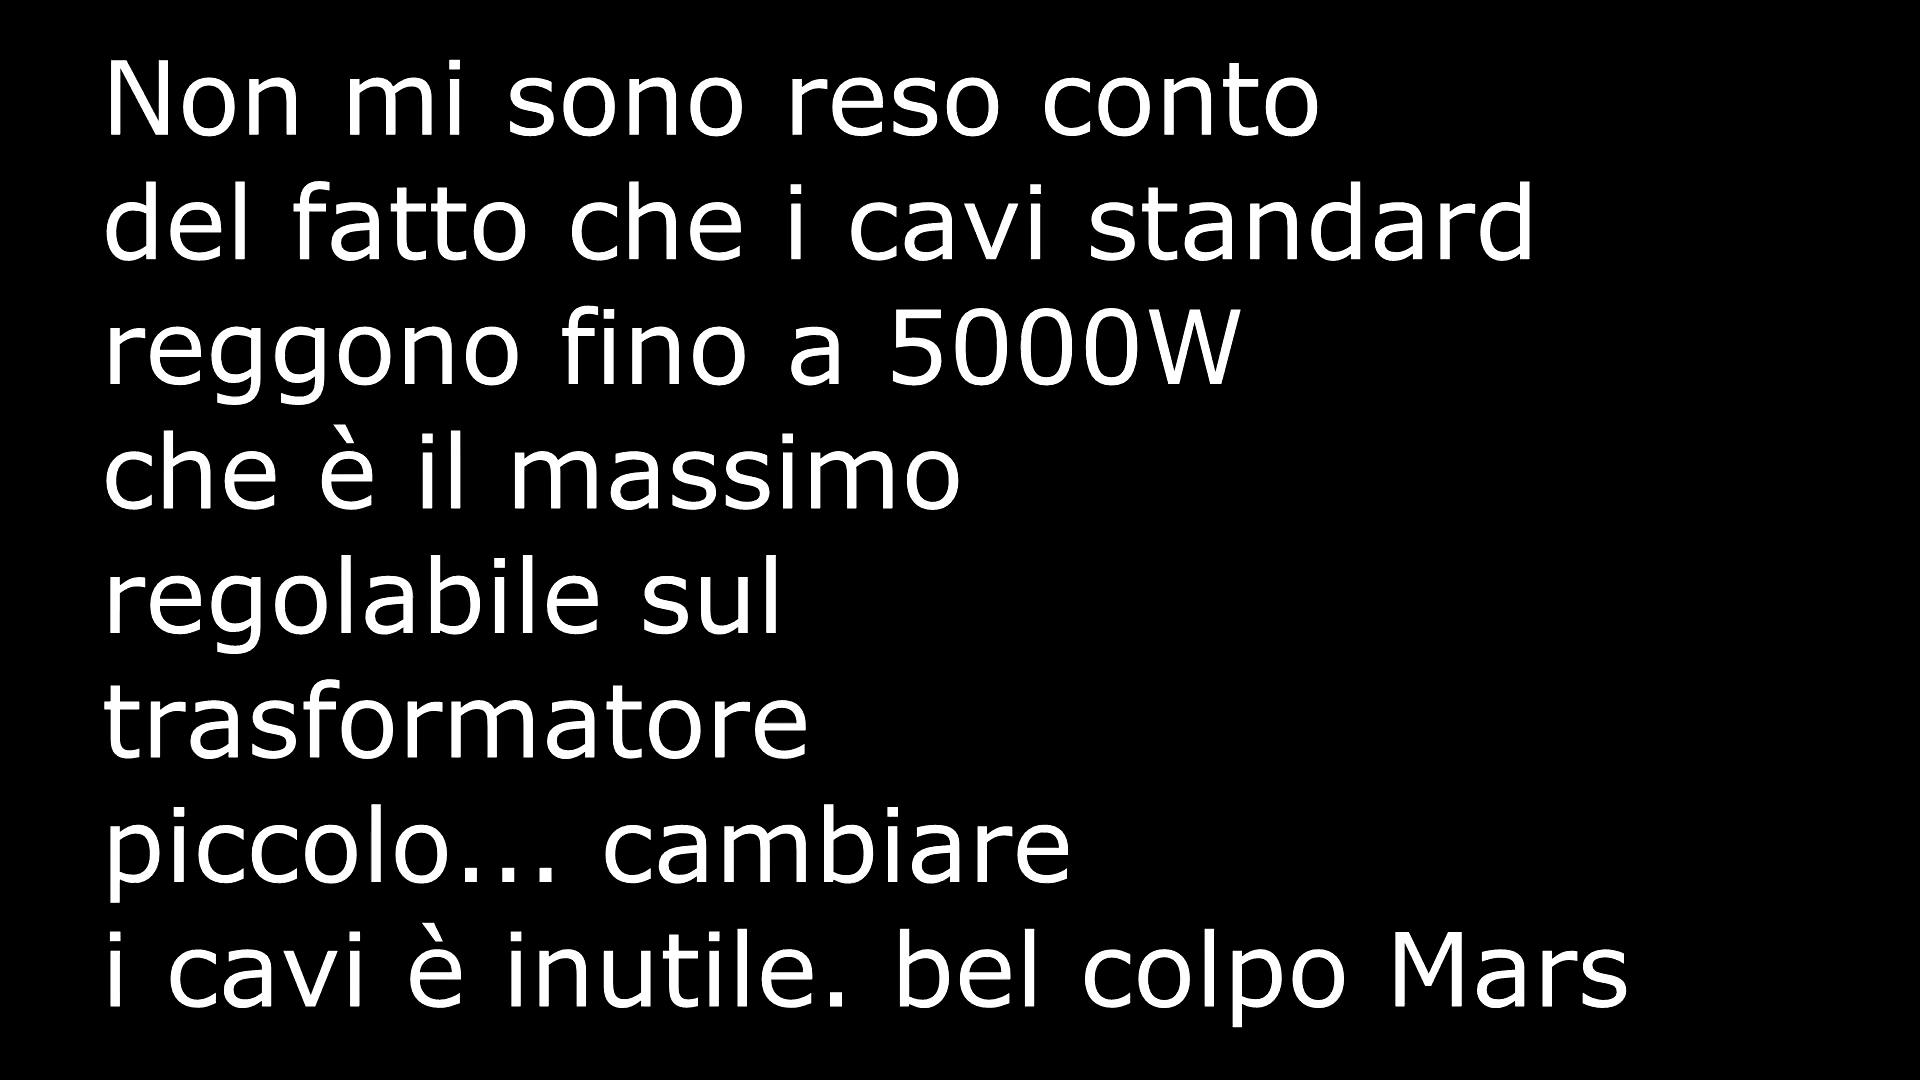 Non mi sono reso conto
del fatto che i cavi standard
reggono fino a 5000W
che è il massimo
regolabile sul
trasformatore
piccolo... cambiare
i cavi è inutile. bel colpo Mars